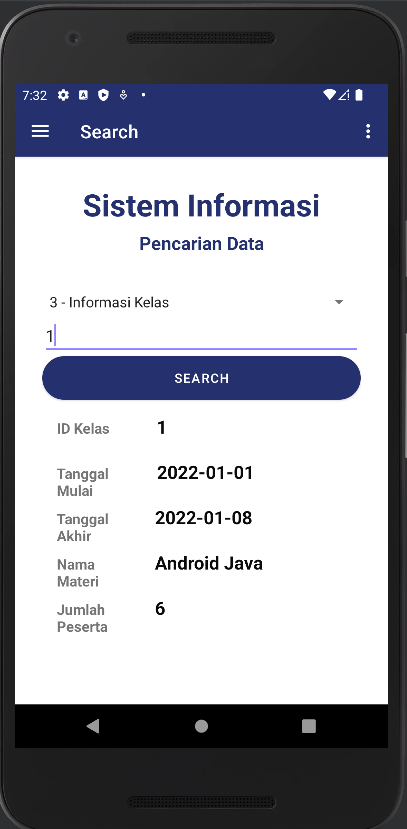 7:32
Search
Sistem Informasi
Pencarian Data
3 - Informasi Kelas
1
SEARCH
ID Kelas 1
Tanggal Mulai 2022-01-01
Tanggal Akhir 2022-01-08
Nama Materi Android Java
Jumlah Peserta 6